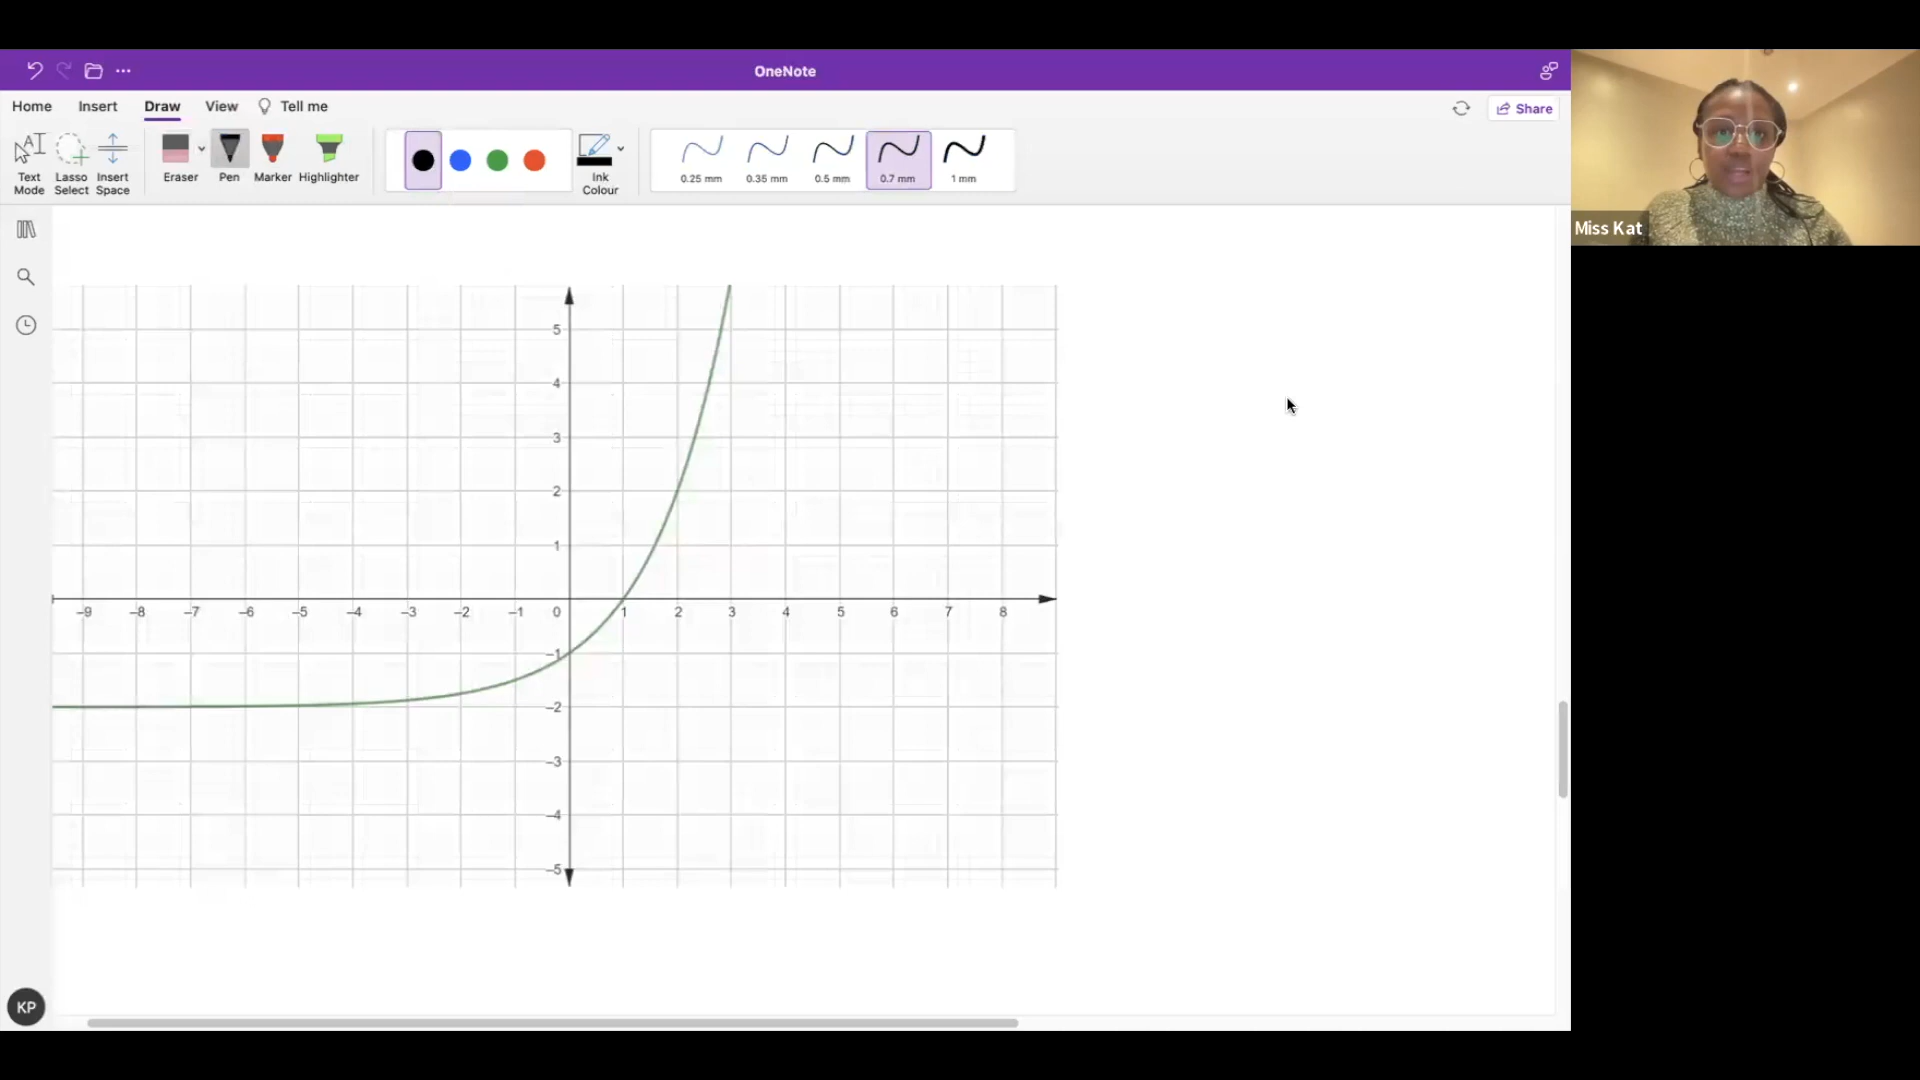 OneNote
Home Insert Draw View Tell me
Share
Text Mode
Lasso Select
Insert Space
Eraser
Pen
Marker
Highlighter
Ink Colour
0.25 mm
0.35 mm
0.5 mm
0.7 mm
1 mm
Miss Kat
5
4
3
2
1
–9 –8 –7 –6 –5 –4 –3 –2 –1 0 1 2 3 4 5 6 7 8
–1
–2
–3
–4
–5
KP